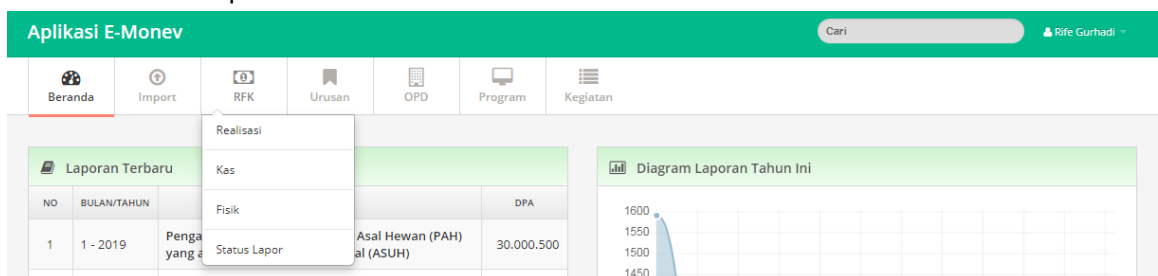 Aplikasi E-Monev
Cari
Rife Gurhadi
Beranda
Import
RFK
Urusan
OPD
Program
Kegiatan
Realisasi
Kas
Fisik
Status Lapor
Laporan Terbaru
NO BULAN/TAHUN DPA
1 1 - 2019 Penga Asal Hewan (PAH) 30.000.500
yang a al (ASUH)
Diagram Laporan Tahun Ini
1600
1550
1500
1450